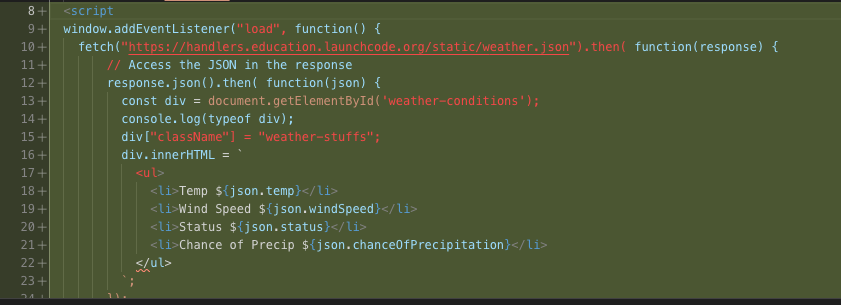 8+ <script
9+ window.addEventListener("load", function() {
10+ fetch("https://handlers.education.launchcode.org/static/weather.json").then( function(response) {
11+ // Access the JSON in the response
12+ response.json().then( function(json) {
13+ const div = document.getElementById('weather-conditions');
14+ console.log(typeof div);
15+ div["className"] = "weather-stuffs";
16+ div.innerHTML = `
17+ <ul>
18+ <li>Temp ${json.temp}</li>
19+ <li>Wind Speed ${json.windSpeed}</li>
20+ <li>Status ${json.status}</li>
21+ <li>Chance of Precip ${json.chanceOfPrecipitation}</li>
22+ </ul>
23+ `;
24+ });